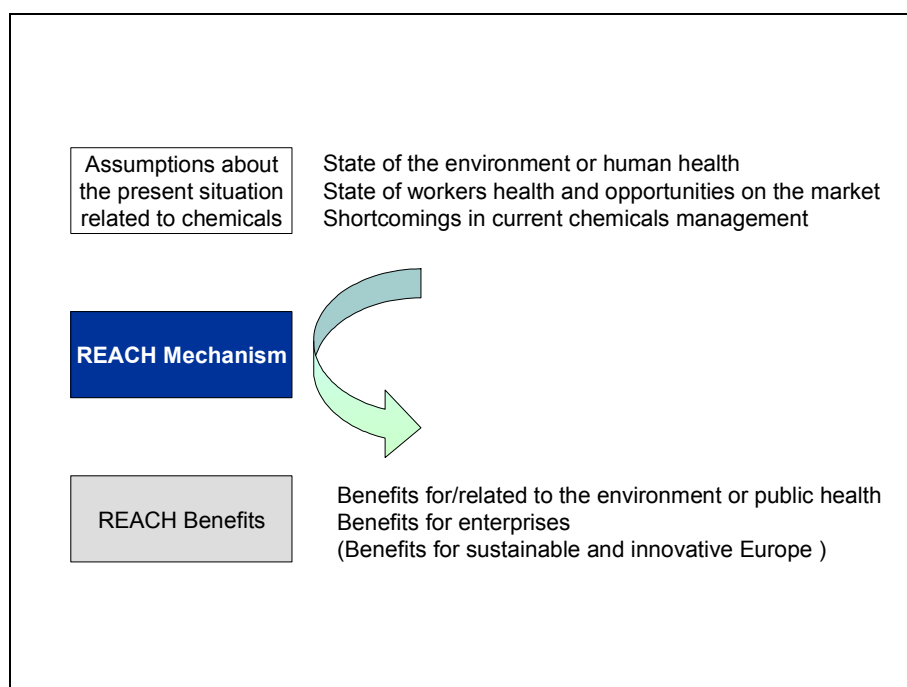 Assumptions about
the present situation
related to chemicals
State of the environment or human health
State of workers health and opportunities on the market
Shortcomings in current chemicals management
REACH Mechanism
REACH Benefits
Benefits for/related to the environment or public health
Benefits for enterprises
(Benefits for sustainable and innovative Europe )